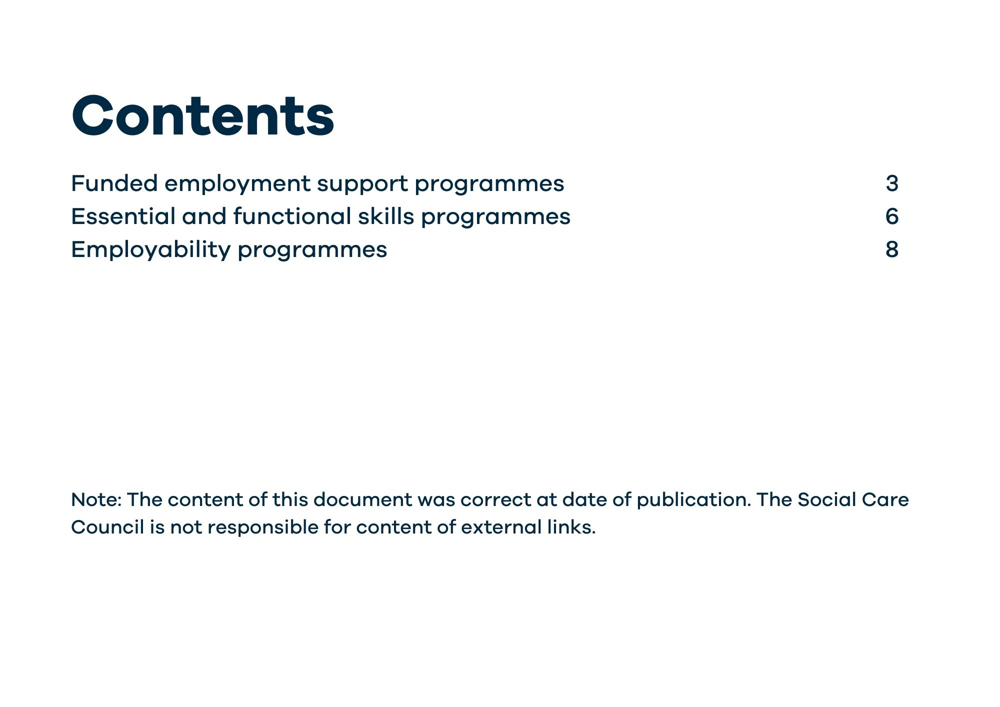 Contents
Funded employment support programmes 3
Essential and functional skills programmes 6
Employability programmes 8
Note: The content of this document was correct at date of publication. The Social Care
Council is not responsible for content of external links.